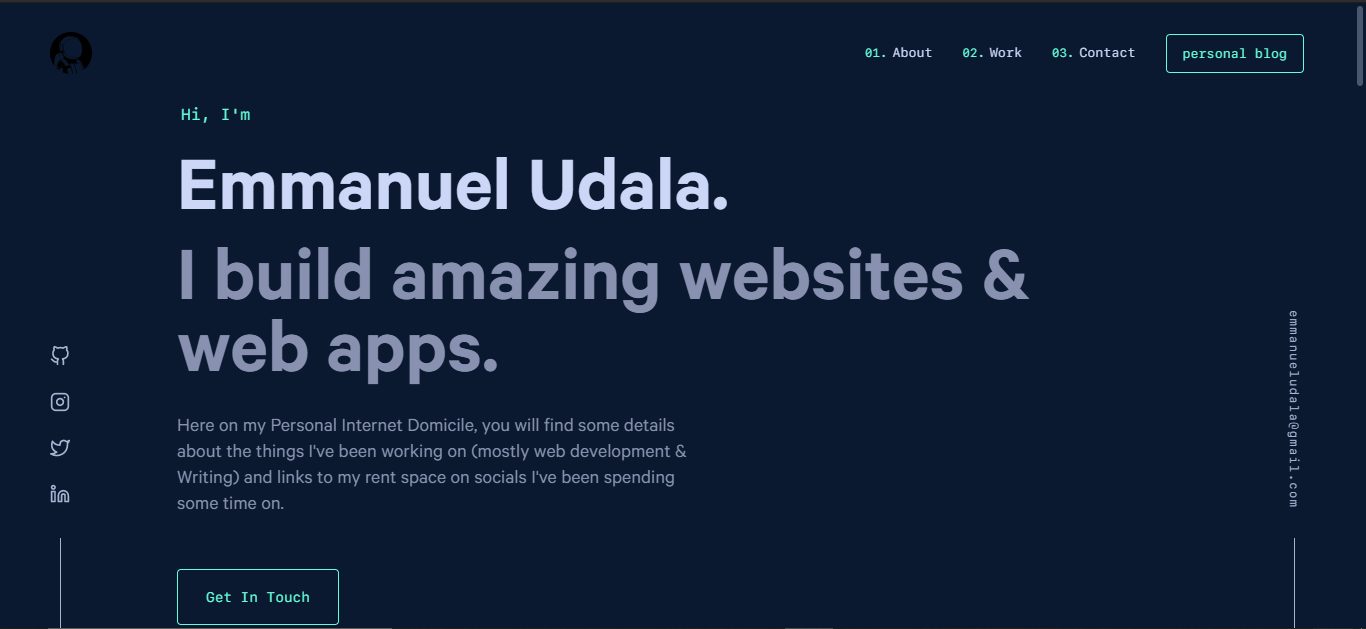 01. About 02. Work 03. Contact personal blog
Hi, I'm
Emmanuel Udala.
I build amazing websites &
web apps.
Here on my Personal Internet Domicile, you will find some details
about the things I've been working on (mostly web development &
Writing) and links to my rent space on socials I've been spending
some time on.
Get In Touch
emmanueludala@gmail.com